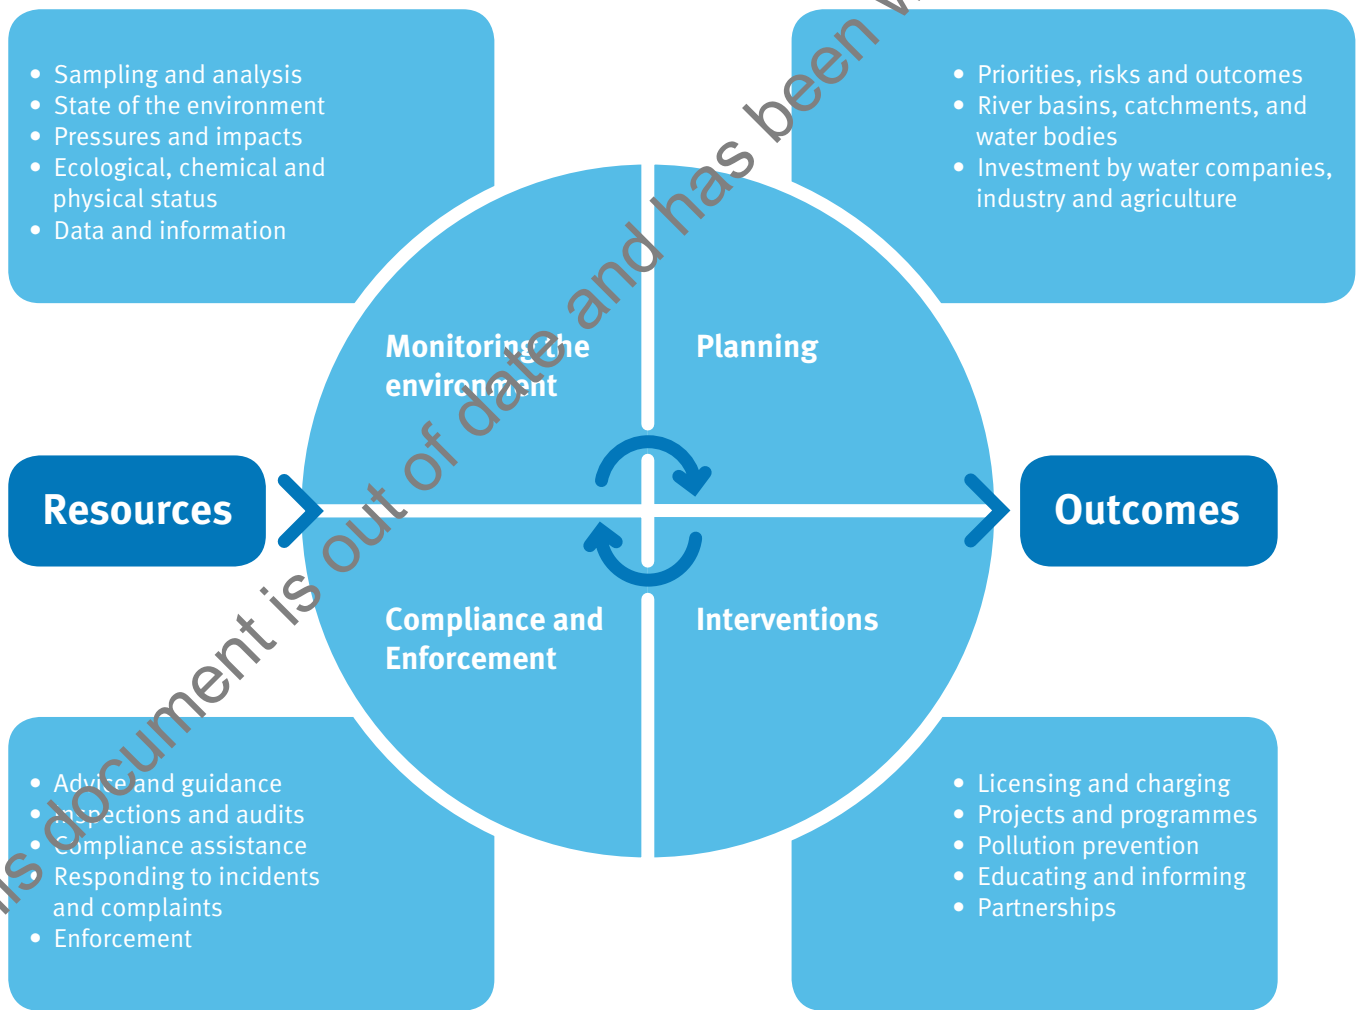 • Sampling and analysis
• State of the environment
• Pressures and impacts
• Ecological, chemical and
physical status
• Data and information
• Priorities, risks and outcomes
• River basins, catchments, and
water bodies
• Investment by water companies,
industry and agriculture
Monitoring the
environment
Planning
Resources
Outcomes
Compliance and
Enforcement
Interventions
• Advice and guidance
• Inspections and audits
• Compliance assistance
• Responding to incidents
and complaints
• Enforcement
• Licensing and charging
• Projects and programmes
• Pollution prevention
• Educating and informing
• Partnerships
document is out of date and has been